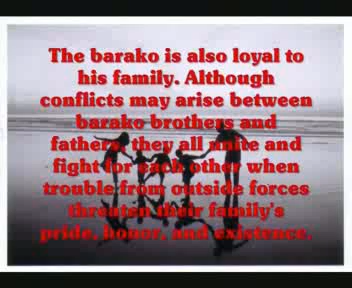 The barako is also loyal to
his family. Although
conflicts may arise between
barako brothers and
fathers, they all unite and
fight for each other when
trouble from outside forces
threaten their family's
pride, honor, and existence.